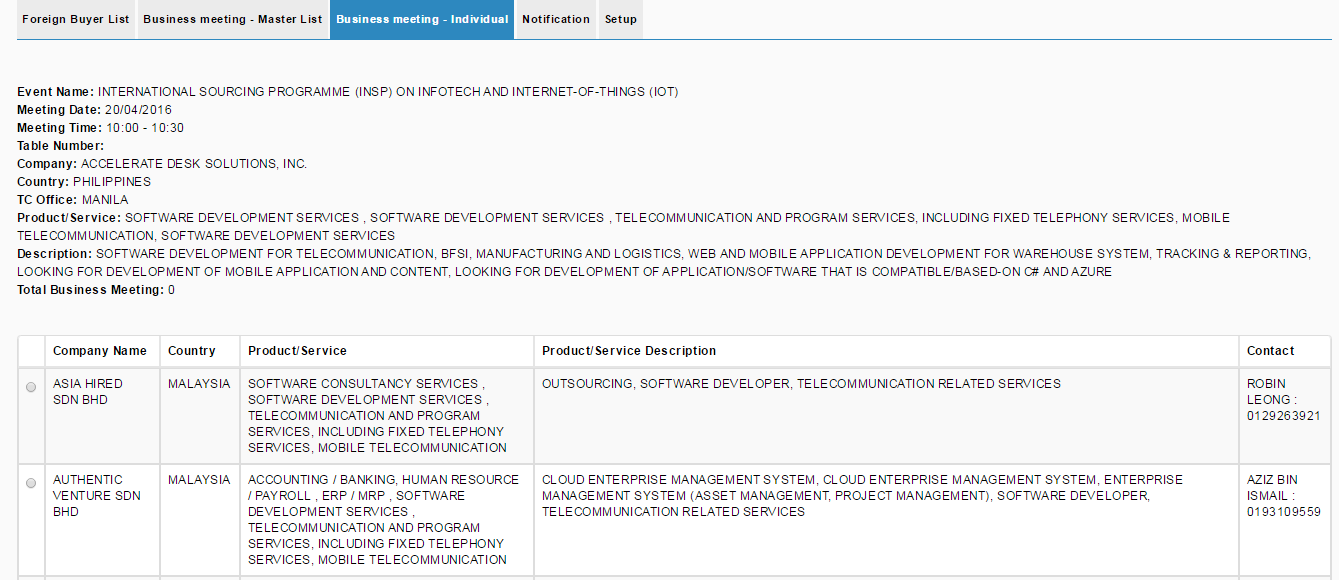 Foreign Buyer List Business meeting - Master List Business meeting - Individual Notification Setup
Event Name: INTERNATIONAL SOURCING PROGRAMME (INSP) ON INFOTECH AND INTERNET-OF-THINGS (IOT)
Meeting Date: 20/04/2016
Meeting Time: 10:00 - 10:30
Table Number:
Company: ACCELERATE DESK SOLUTIONS, INC.
Country: PHILIPPINES
TC Office: MANILA
Product/Service: SOFTWARE DEVELOPMENT SERVICES , SOFTWARE DEVELOPMENT SERVICES , TELECOMMUNICATION AND PROGRAM SERVICES, INCLUDING FIXED TELEPHONY SERVICES, MOBILE
TELECOMMUNICATION, SOFTWARE DEVELOPMENT SERVICES
Description: SOFTWARE DEVELOPMENT FOR TELECOMMUNICATION, BFSI, MANUFACTURING AND LOGISTICS, WEB AND MOBILE APPLICATION DEVELOPMENT FOR WAREHOUSE SYSTEM, TRACKING & REPORTING,
LOOKING FOR DEVELOPMENT OF MOBILE APPLICATION AND CONTENT, LOOKING FOR DEVELOPMENT OF APPLICATION/SOFTWARE THAT IS COMPATIBLE/BASED-ON C# AND AZURE
Total Business Meeting: 0
Company Name Country Product/Service Product/Service Description Contact
ASIA HIRED
SDN BHD
MALAYSIA
SOFTWARE CONSULTANCY SERVICES ,
SOFTWARE DEVELOPMENT SERVICES ,
TELECOMMUNICATION AND PROGRAM
SERVICES, INCLUDING FIXED TELEPHONY
SERVICES, MOBILE TELECOMMUNICATION
OUTSOURCING, SOFTWARE DEVELOPER, TELECOMMUNICATION RELATED SERVICES
ROBIN
LEONG :
0129263921
AUTHENTIC
VENTURE SDN
BHD
MALAYSIA
ACCOUNTING / BANKING, HUMAN RESOURCE
/ PAYROLL , ERP / MRP , SOFTWARE
DEVELOPMENT SERVICES ,
TELECOMMUNICATION AND PROGRAM
SERVICES, INCLUDING FIXED TELEPHONY
SERVICES, MOBILE TELECOMMUNICATION
CLOUD ENTERPRISE MANAGEMENT SYSTEM, CLOUD ENTERPRISE MANAGEMENT SYSTEM, ENTERPRISE
MANAGEMENT SYSTEM (ASSET MANAGEMENT, PROJECT MANAGEMENT), SOFTWARE DEVELOPER,
TELECOMMUNICATION RELATED SERVICES
AZIZ BIN
ISMAIL :
0193109559